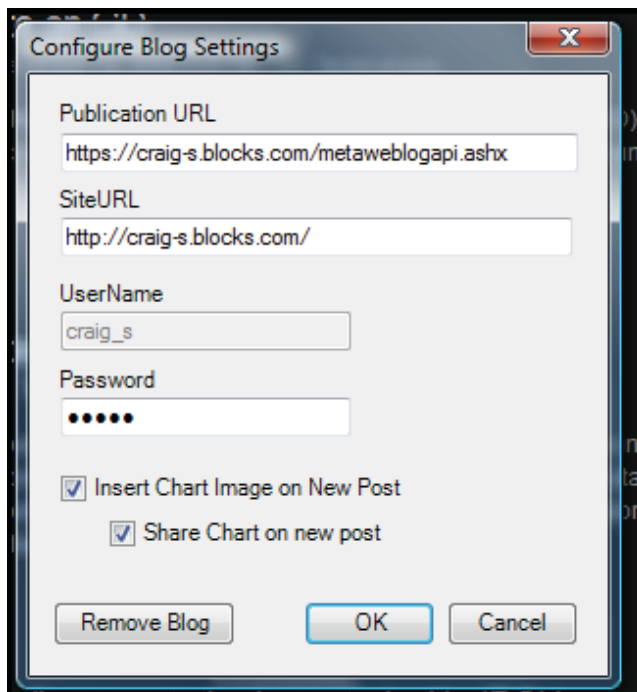 Configure Blog Settings
Publication URL
https://craig-s.blocks.com/metaweblogapi.ashx
SiteURL
http://craig-s.blocks.com/
UserName
craig_s
Password
•••••
Insert Chart Image on New Post
Share Chart on new post
Remove Blog OK Cancel